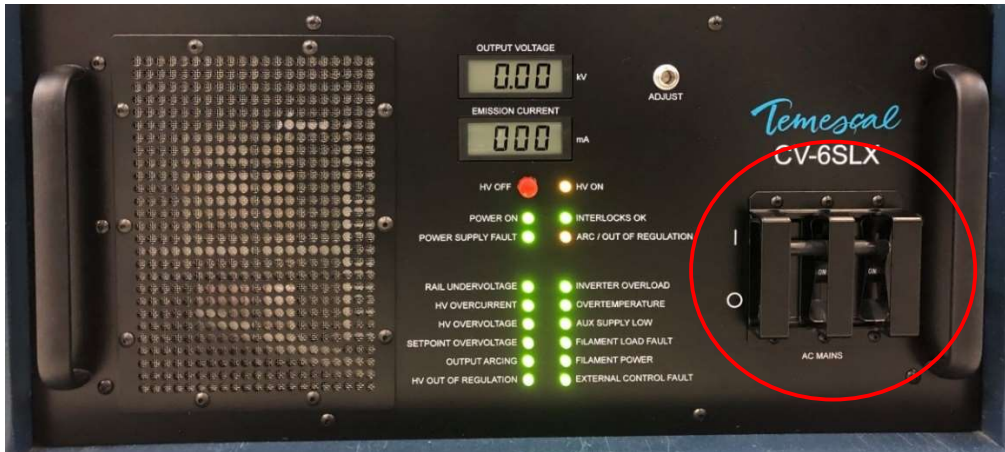 OUTPUT VOLTAGE
0.00 kV
ADJUST
EMISSION CURRENT
000 mA
Temescal
CV-6SLX
HV OFF HV ON
POWER ON INTERLOCKS OK
POWER SUPPLY FAULT ARC / OUT OF REGULATION
RAIL UNDERVOLTAGE INVERTER OVERLOAD
HV OVERCURRENT OVERTEMPERATURE
HV OVERVOLTAGE AUX SUPPLY LOW
SETPOINT OVERVOLTAGE FILAMENT LOAD FAULT
OUTPUT ARCING FILAMENT POWER
HV OUT OF REGULATION EXTERNAL CONTROL FAULT
I
ON ON
O
AC MAINS